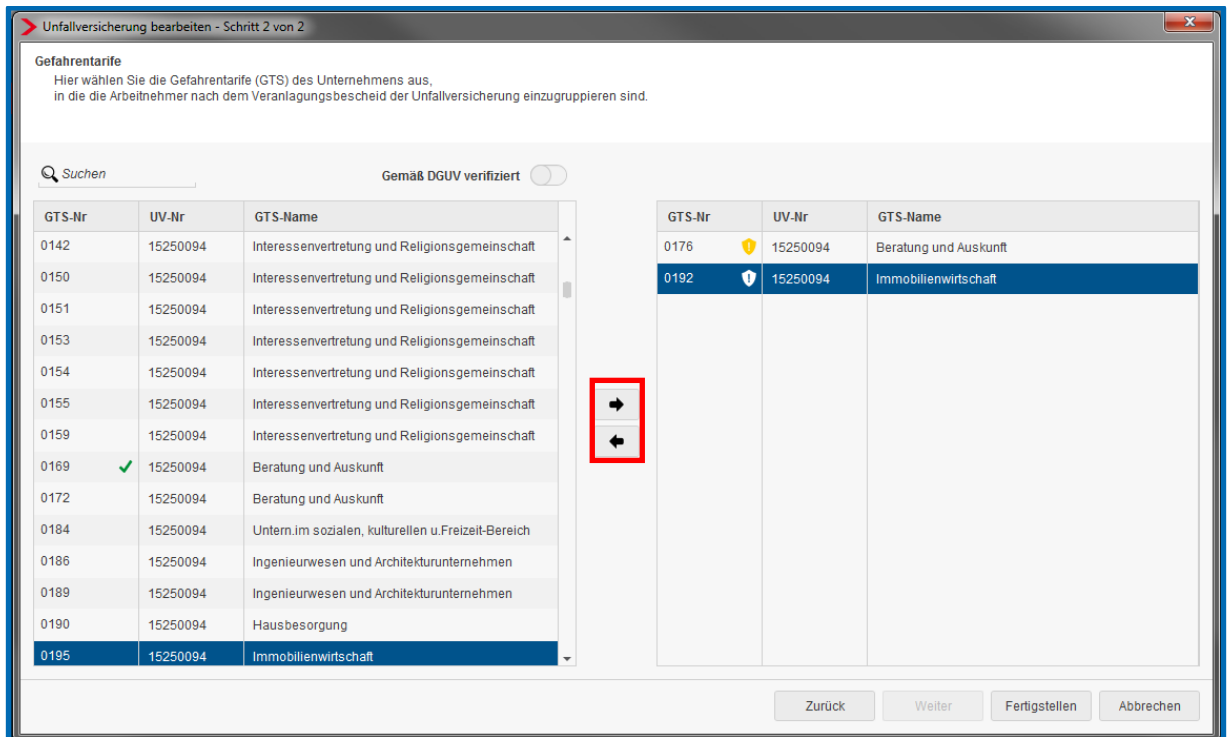 Unfallversicherung bearbeiten - Schritt 2 von 2
Gefahrentarife
Hier wählen Sie die Gefahrentarife (GTS) des Unternehmens aus,
in die die Arbeitnehmer nach dem Veranlagungsbescheid der Unfallversicherung einzugruppieren sind.
Suchen
Gemäß DGUV verifiziert
GTS-Nr UV-Nr GTS-Name
0142 15250094 Interessenvertretung und Religionsgemeinschaft
0150 15250094 Interessenvertretung und Religionsgemeinschaft
0151 15250094 Interessenvertretung und Religionsgemeinschaft
0153 15250094 Interessenvertretung und Religionsgemeinschaft
0154 15250094 Interessenvertretung und Religionsgemeinschaft
0155 15250094 Interessenvertretung und Religionsgemeinschaft
0159 15250094 Interessenvertretung und Religionsgemeinschaft
0169 15250094 Beratung und Auskunft
0172 15250094 Beratung und Auskunft
0184 15250094 Untern.im sozialen, kulturellen u.Freizeit-Bereich
0186 15250094 Ingenieurwesen und Architekturunternehmen
0189 15250094 Ingenieurwesen und Architekturunternehmen
0190 15250094 Hausbesorgung
0195 15250094 Immobilienwirtschaft
GTS-Nr UV-Nr GTS-Name
0176 15250094 Beratung und Auskunft
0192 15250094 Immobilienwirtschaft
Zurück Weiter Fertigstellen Abbrechen